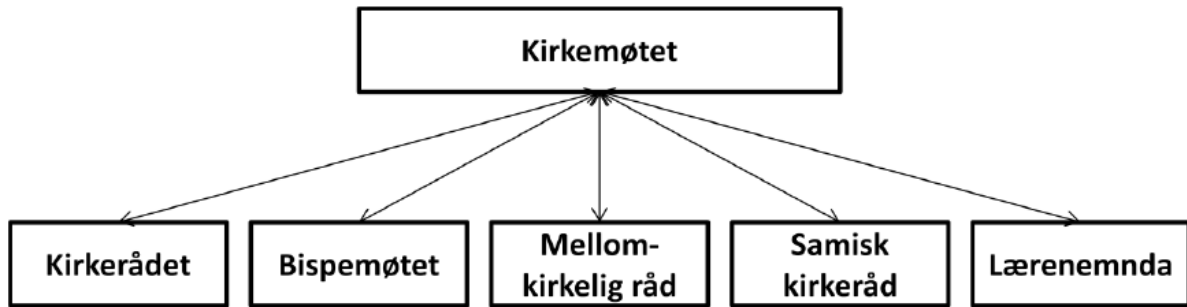 Kirkemøtet
Kirkerådet
Bispemøtet
Mellom-
kirkelig råd
Samisk
kirkeråd
Lærenemnda